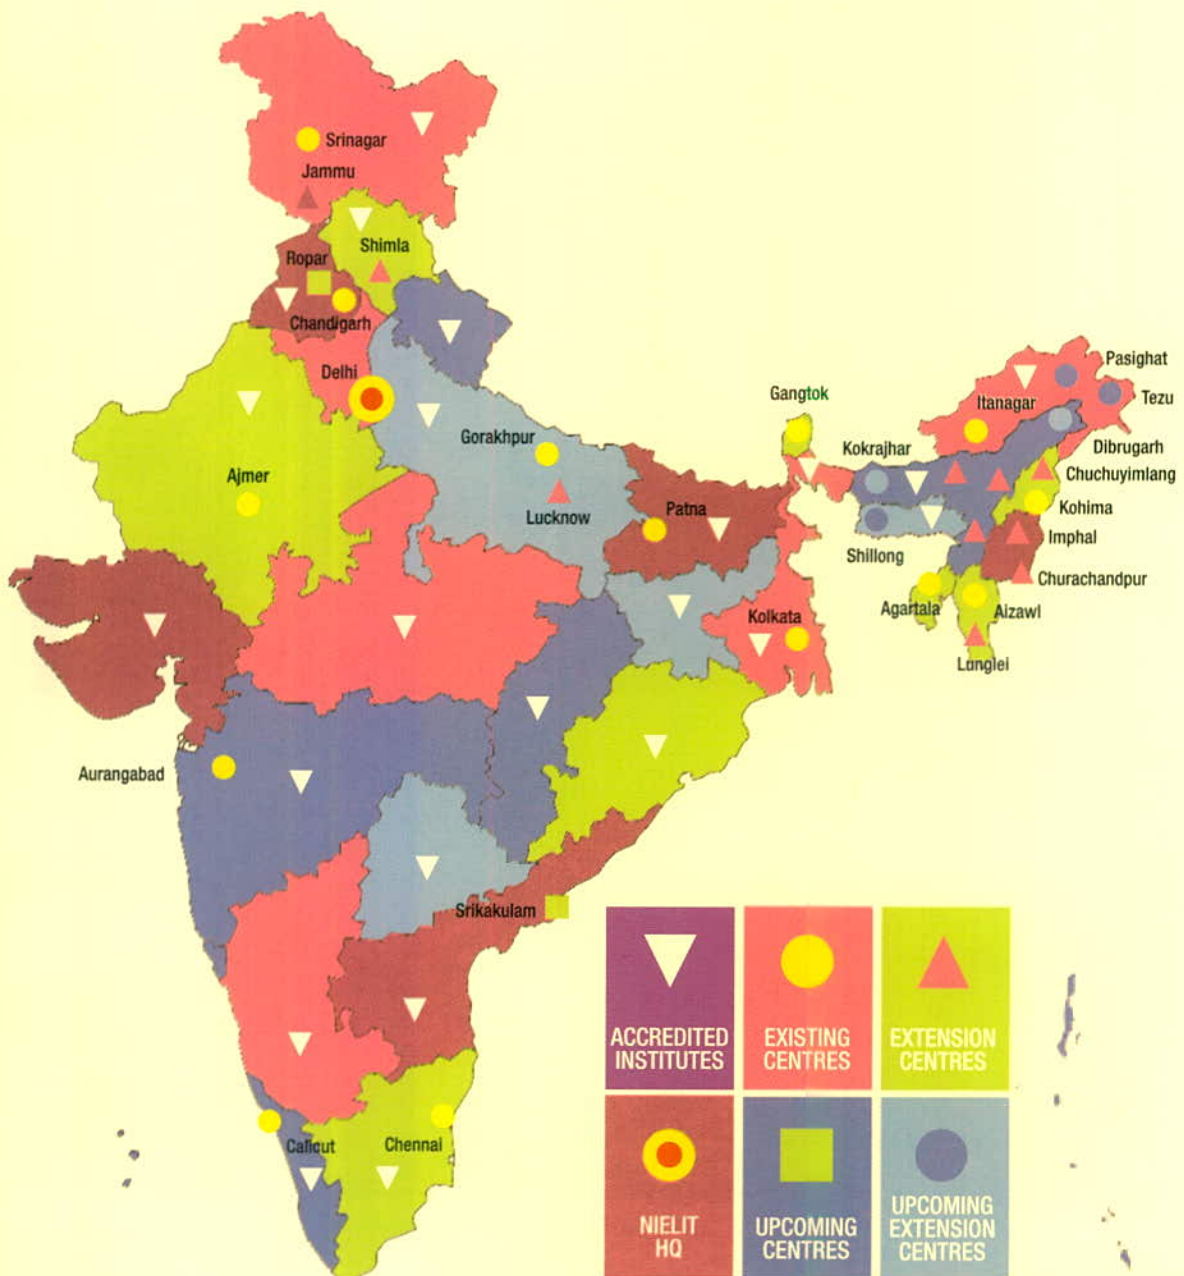 Srinagar
Jammu
Shimla
Ropar
Chandigarh
Delhi
Gorakhpur
Lucknow
Ajmer
Patna
Gangtok
Kokrajhar
Itanagar
Pasighat
Tezu
Dibrugarh
Chuchuyimlang
Kohima
Imphal
Shillong
Churachandpur
Agartala
Aizawl
Lunglei
Kolkata
Aurangabad
Srikakulam
Calicut
Chennai
ACCREDITED
INSTITUTES
EXISTING
CENTRES
EXTENSION
CENTRES
NIELIT
HQ
UPCOMING
CENTRES
UPCOMING
EXTENSION
CENTRES